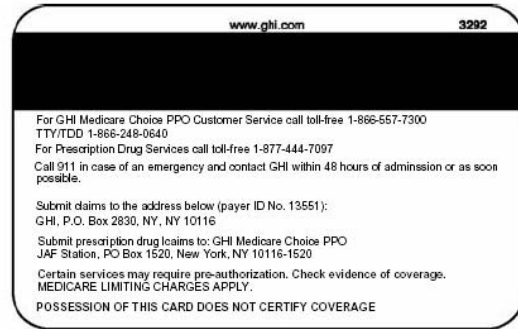 www.ghi.com 3292
For GHI Medicare Choice PPO Customer Service call toll-free 1-866-557-7300
TTY/TDD 1-866-248-0640
For Prescription Drug Services call toll-free 1-877-444-7097
Call 911 in case of an emergency and contact GHI within 48 hours of adminssion or as soon
possible.
Submit claims to the address below (payer ID No. 13551):
GHI, P.O. Box 2830, NY, NY 10116
Submit prescription drug lcaims to: GHI Medicare Choice PPO
JAF Station, PO Box 1520, New York, NY 10116-1520
Certain services may require pre-authorization. Check evidence of coverage.
MEDICARE LIMITING CHARGES APPLY.
POSSESSION OF THIS CARD DOES NOT CERTIFY COVERAGE